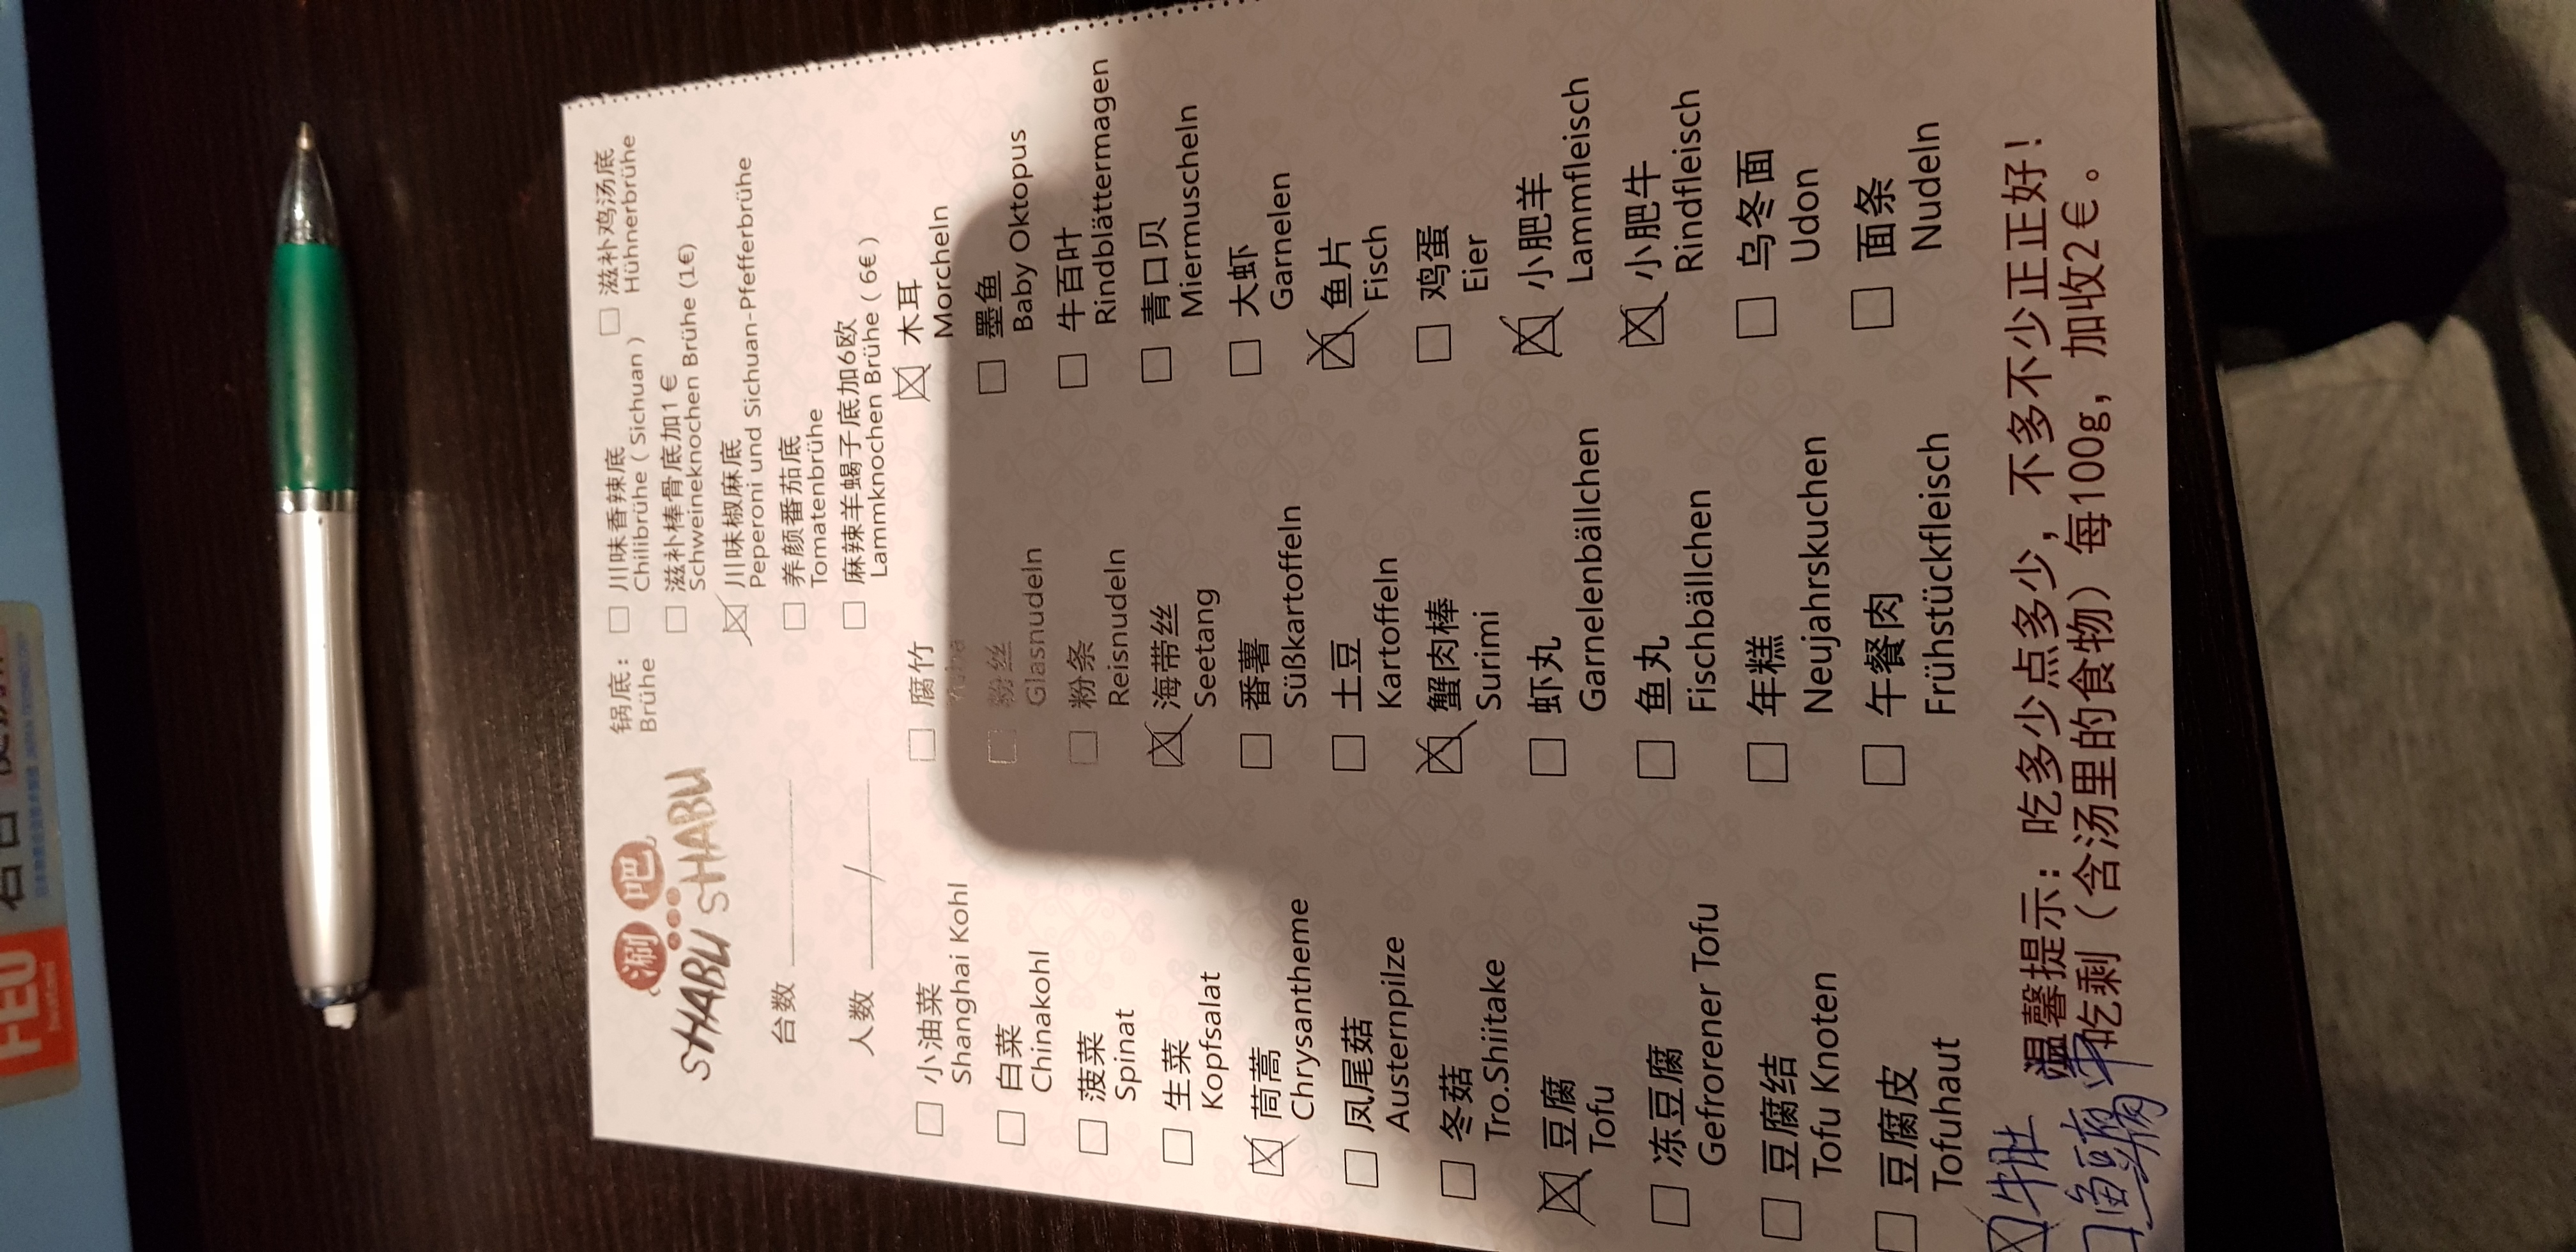 FEU
Iwatani
涮吧
SHABU SHABU
台数
人数
/
锅底:
Brühe
川味香辣底
Chilibrühe ( Sichuan )
滋补鸡汤底
Hühnerbrühe
滋补棒骨底加1 €
Schweineknochen Brühe (1€)
川味椒麻底
Peperoni und Sichuan-Pfefferbrühe
养颜番茄底
Tomatenbrühe
麻辣羊蝎子底加6欧
Lammknochen Brühe ( 6€ )
小油菜
Shanghai Kohl
白菜
Chinakohl
菠菜
Spinat
生菜
Kopfsalat
茼蒿
Chrysantheme
凤尾菇
Austernpilze
冬菇
Tro.Shiitake
豆腐
Tofu
冻豆腐
Gefrorener Tofu
豆腐结
Tofu Knoten
豆腐皮
Tofuhaut
腐竹
Yuba
粉丝
Glasnudeln
粉条
Reisnudeln
海带丝
Seetang
番薯
Süßkartoffeln
土豆
Kartoffeln
蟹肉棒
Surimi
虾丸
Garnelenbällchen
鱼丸
Fischbällchen
年糕
Neujahrskuchen
午餐肉
Frühstückfleisch
木耳
Morcheln
墨鱼
Baby Oktopus
牛百叶
Rindblättermagen
青口贝
Miermuscheln
大虾
Garnelen
鱼片
Fisch
鸡蛋
Eier
小肥羊
Lammfleisch
小肥牛
Rindfleisch
乌冬面
Udon
面条
Nudeln
牛肚
鱼豆腐
温馨提示: 吃多少点多少, 不多不少正正好!
吃剩（含汤里的食物）每100g, 加收2€。